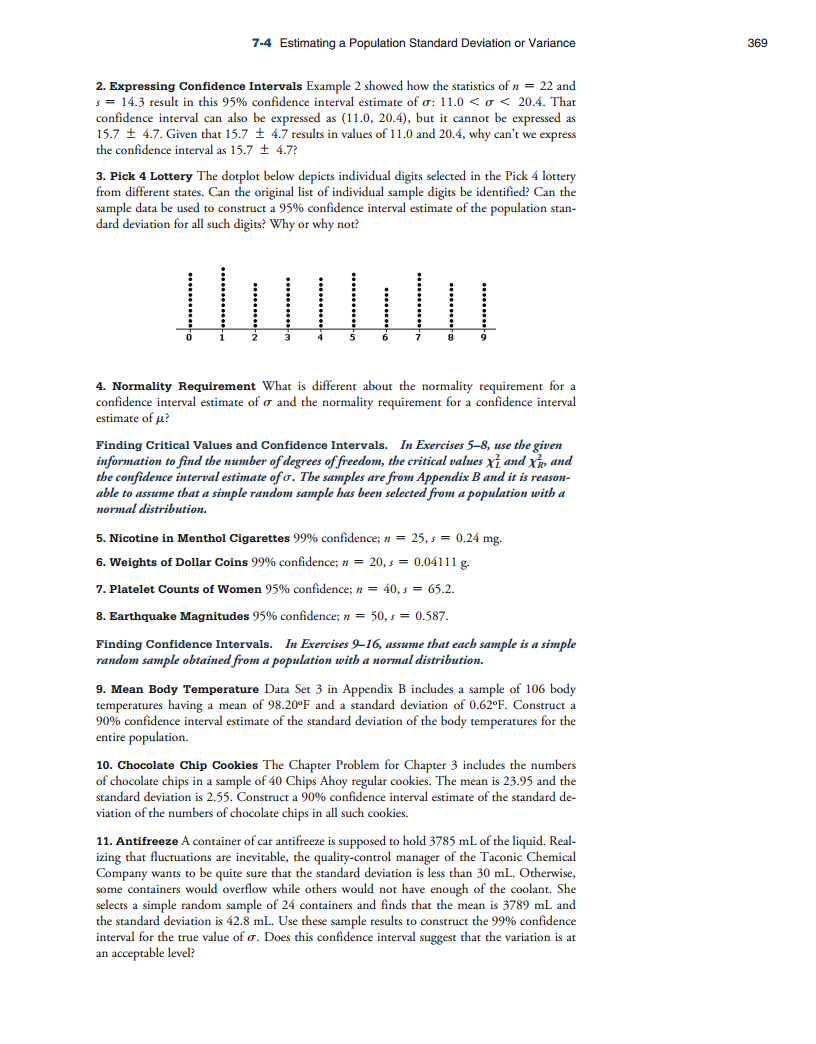 7-4 Estimating a Population Standard Deviation or Variance 369
2. Expressing Confidence Intervals Example 2 showed how the statistics of n = 22 and
s = 14.3 result in this 95% confidence interval estimate of σ: 11.0 < σ < 20.4. That
confidence interval can also be expressed as (11.0, 20.4), but it cannot be expressed as
15.7 ± 4.7. Given that 15.7 ± 4.7 results in values of 11.0 and 20.4, why can't we express
the confidence interval as 15.7 ± 4.7?
3. Pick 4 Lottery The dotplot below depicts individual digits selected in the Pick 4 lottery
from different states. Can the original list of individual sample digits be identified? Can the
sample data be used to construct a 95% confidence interval estimate of the population stan-
dard deviation for all such digits? Why or why not?
0 1 2 3 4 5 6 7 8 9
4. Normality Requirement What is different about the normality requirement for a
confidence interval estimate of σ and the normality requirement for a confidence interval
estimate of μ?
Finding Critical Values and Confidence Intervals. In Exercises 5–8, use the given
information to find the number of degrees of freedom, the critical values χ²L and χ²R, and
the confidence interval estimate of σ. The samples are from Appendix B and it is reason-
able to assume that a simple random sample has been selected from a population with a
normal distribution.
5. Nicotine in Menthol Cigarettes 99% confidence; n = 25, s = 0.24 mg.
6. Weights of Dollar Coins 99% confidence; n = 20, s = 0.04111 g.
7. Platelet Counts of Women 95% confidence; n = 40, s = 65.2.
8. Earthquake Magnitudes 95% confidence; n = 50, s = 0.587.
Finding Confidence Intervals. In Exercises 9–16, assume that each sample is a simple
random sample obtained from a population with a normal distribution.
9. Mean Body Temperature Data Set 3 in Appendix B includes a sample of 106 body
temperatures having a mean of 98.20ºF and a standard deviation of 0.62ºF. Construct a
90% confidence interval estimate of the standard deviation of the body temperatures for the
entire population.
10. Chocolate Chip Cookies The Chapter Problem for Chapter 3 includes the numbers
of chocolate chips in a sample of 40 Chips Ahoy regular cookies. The mean is 23.95 and the
standard deviation is 2.55. Construct a 90% confidence interval estimate of the standard de-
viation of the numbers of chocolate chips in all such cookies.
11. Antifreeze A container of car antifreeze is supposed to hold 3785 mL of the liquid. Real-
izing that fluctuations are inevitable, the quality-control manager of the Taconic Chemical
Company wants to be quite sure that the standard deviation is less than 30 mL. Otherwise,
some containers would overflow while others would not have enough of the coolant. She
selects a simple random sample of 24 containers and finds that the mean is 3789 mL and
the standard deviation is 42.8 mL. Use these sample results to construct the 99% confidence
interval for the true value of σ. Does this confidence interval suggest that the variation is at
an acceptable level?